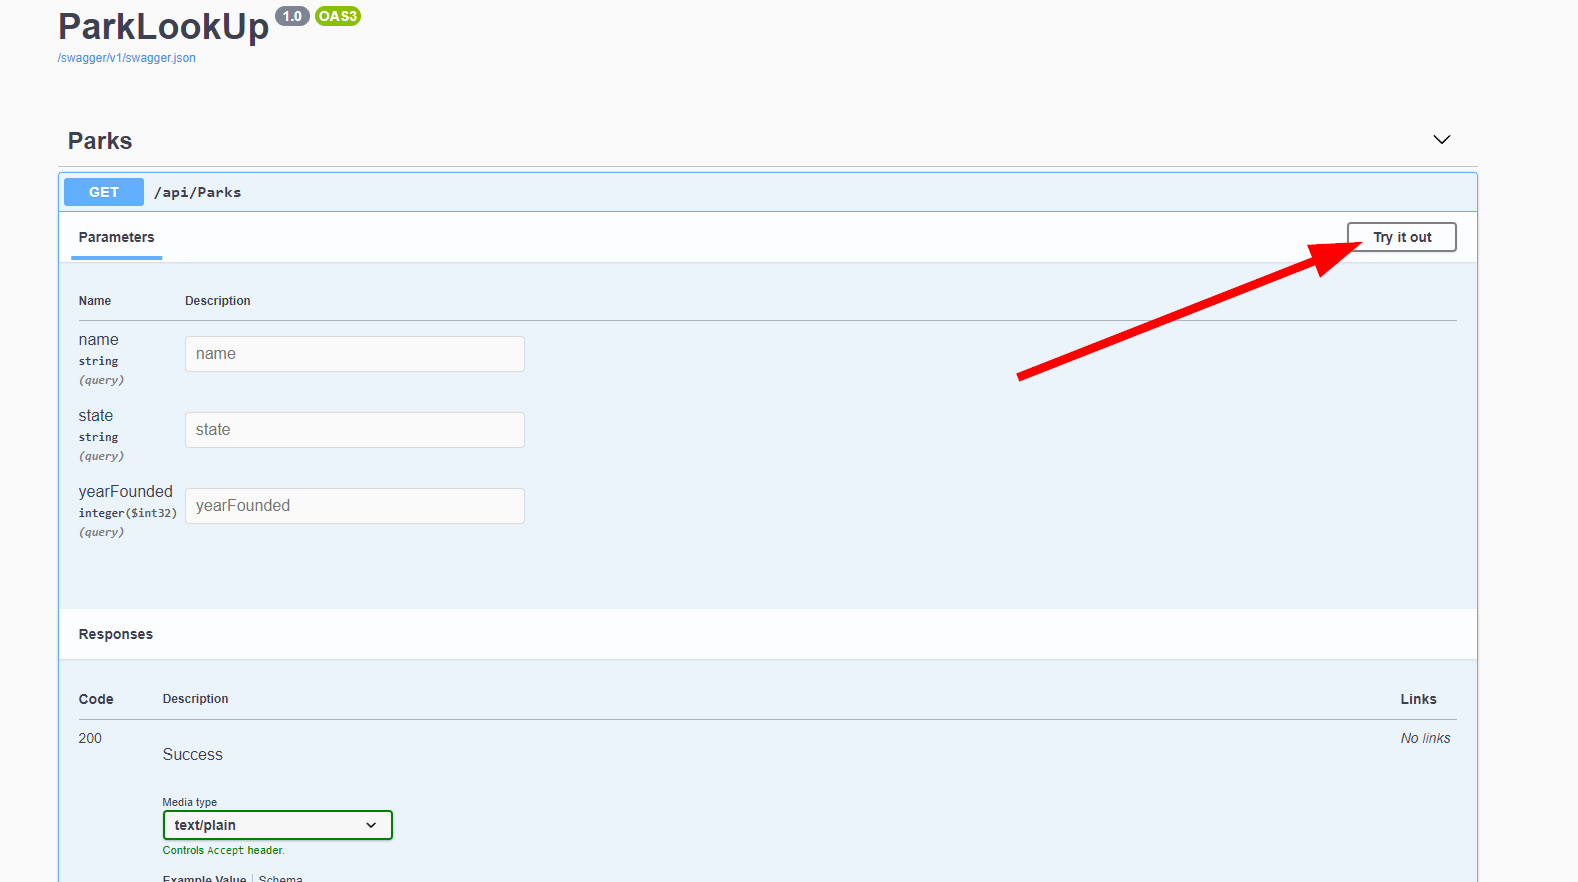 ParkLookUp 1.0 OAS3
/swagger/v1/swagger.json
Parks
GET /api/Parks
Parameters
Try it out
Name Description
name
string
(query)
name
state
string
(query)
state
yearFounded
integer($int32)
(query)
yearFounded
Responses
Code Description Links
200
Success
No links
Media type
text/plain
Controls Accept header.
Example Value Schema